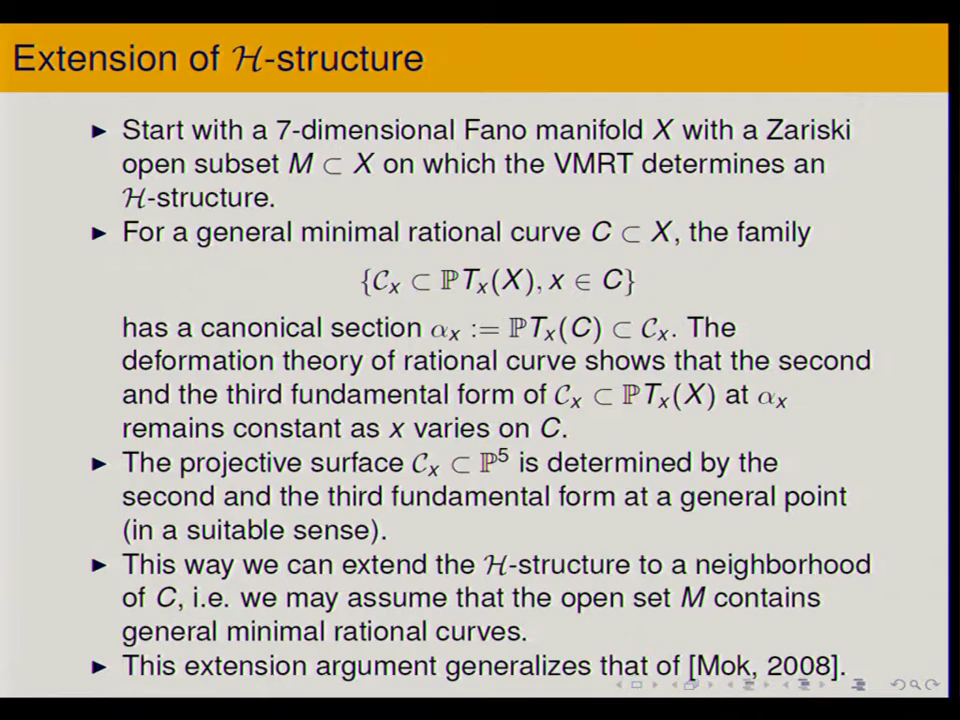 Extension of ℋ-structure
▶ Start with a 7-dimensional Fano manifold X with a Zariski
open subset M ⊂ X on which the VMRT determines an
ℋ-structure.
▶ For a general minimal rational curve C ⊂ X, the family
{𝒞ₓ ⊂ ℙTₓ(X), x ∈ C}
has a canonical section αₓ := ℙTₓ(C) ⊂ 𝒞ₓ. The
deformation theory of rational curve shows that the second
and the third fundamental form of 𝒞ₓ ⊂ ℙTₓ(X) at αₓ
remains constant as x varies on C.
▶ The projective surface 𝒞ₓ ⊂ ℙ⁵ is determined by the
second and the third fundamental form at a general point
(in a suitable sense).
▶ This way we can extend the ℋ-structure to a neighborhood
of C, i.e. we may assume that the open set M contains
general minimal rational curves.
▶ This extension argument generalizes that of [Mok, 2008].